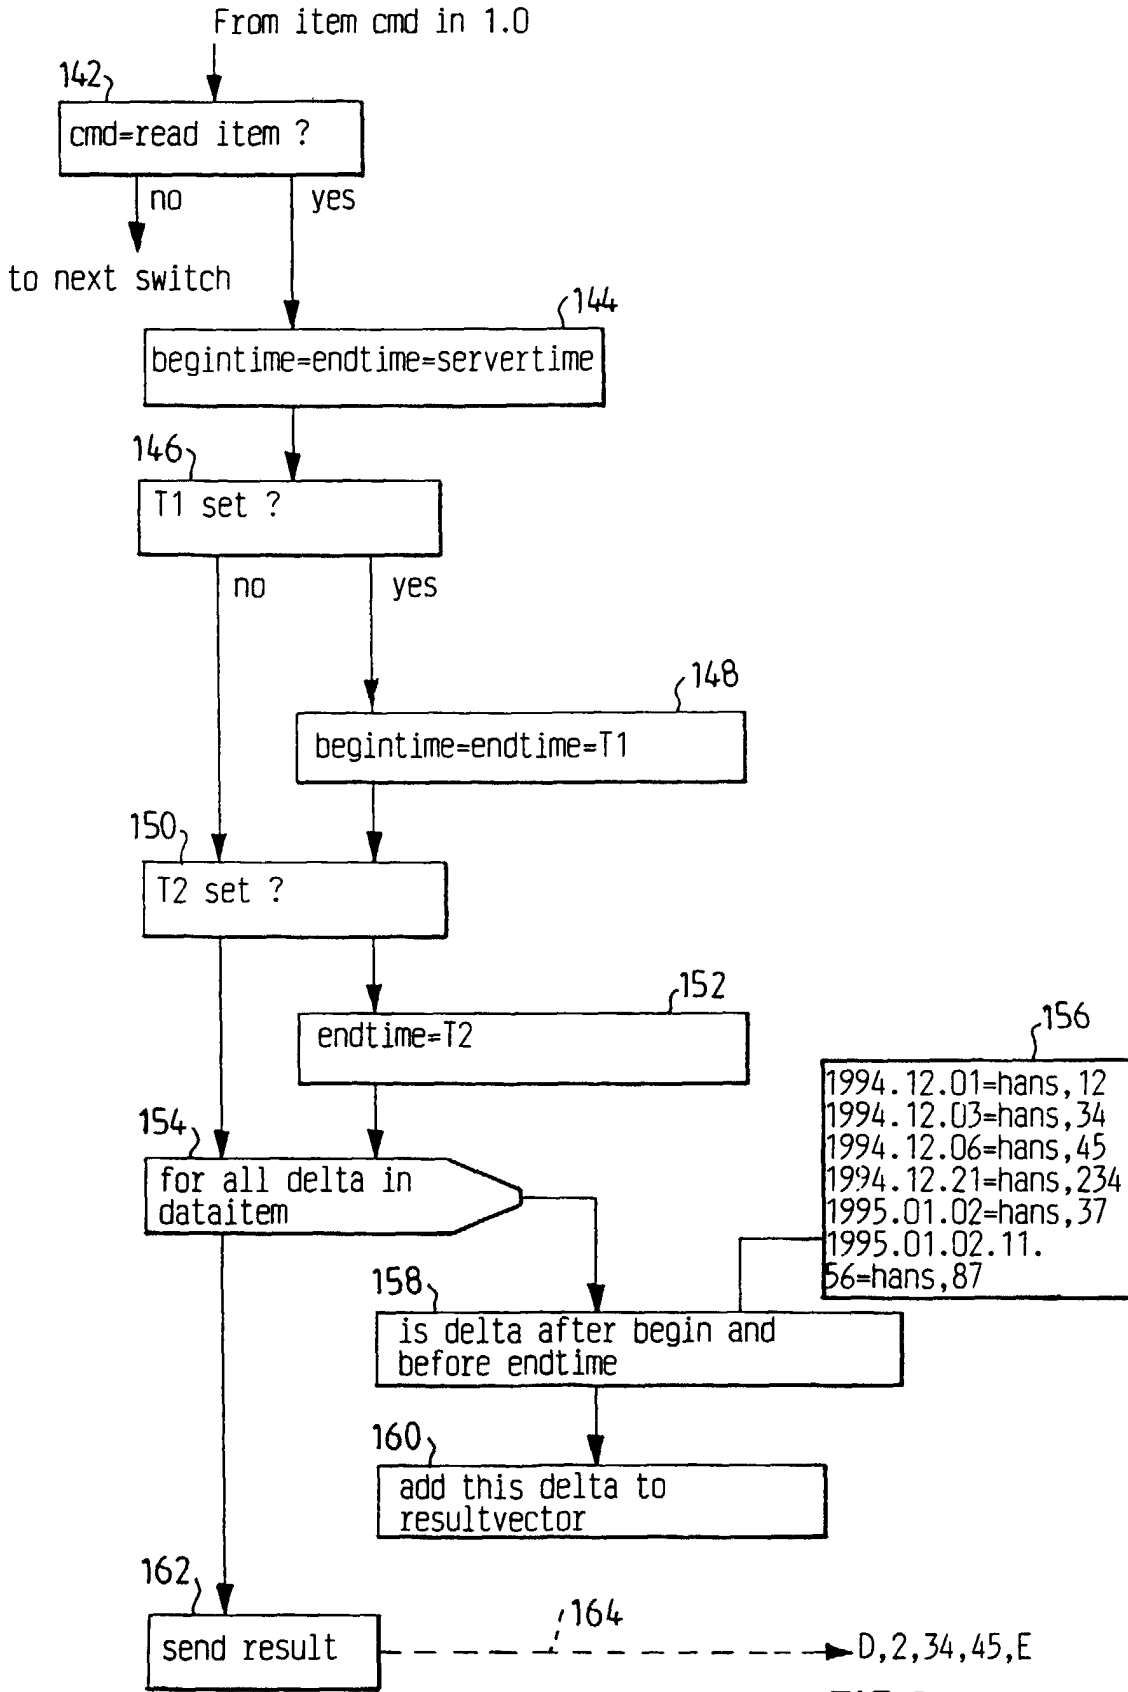 From item cmd in 1.0
142
cmd=read item ?
no
yes
to next switch
144
begintime=endtime=servertime
146
T1 set ?
no
yes
148
begintime=endtime=T1
150
T2 set ?
152
endtime=T2
156
1994.12.01=hans,12
1994.12.03=hans,34
1994.12.06=hans,45
1994.12.21=hans,234
1995.01.02=hans,37
1995.01.02.11.
56=hans,87
154
for all delta in
dataitem
158
is delta after begin and
before endtime
160
add this delta to
resultvector
162
send result
164
D,2,34,45,E